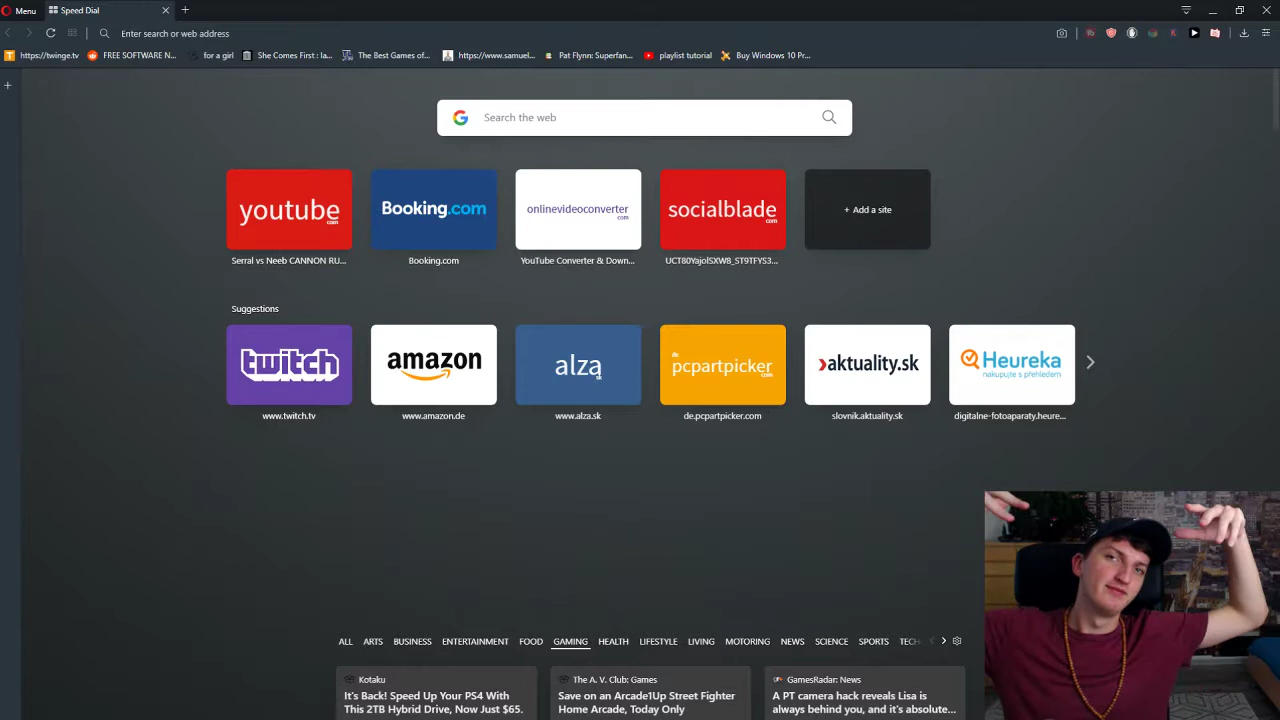 Menu
Speed Dial
Enter search or web address
https://twinge.tv
FREE SOFTWARE N...
for a girl
She Comes First : la...
The Best Games of...
https://www.samuel...
Pat Flynn: Superfan...
playlist tutorial
Buy Windows 10 Pr...
Search the web
youtube
com
Booking.com
onlinevideoconverter
com
socialblade
com
+ Add a site
Serral vs Neeb CANNON RU...
Booking.com
YouTube Converter & Down...
Suggestions
twitch
amazon
alza
sk
de
pcpartpicker
com
aktuality.sk
Heureka
nakupujte s přehledem
www.twitch.tv
www.amazon.de
www.alza.sk
de.pcpartpicker.com
slovnik.aktuality.sk
digitalne-fotoaparaty.heure...
ALL
ARTS
BUSINESS
ENTERTAINMENT
FOOD
GAMING
HEALTH
LIFESTYLE
LIVING
MOTORING
NEWS
SCIENCE
SPORTS
TECH
Kotaku
It's Back! Speed Up Your PS4 With
This 2TB Hybrid Drive, Now Just $65.
The A. V. Club: Games
Save on an Arcade1Up Street Fighter
Home Arcade, Today Only
GamesRadar: News
A PT camera hack reveals Lisa is
always behind you, and it's absolute...